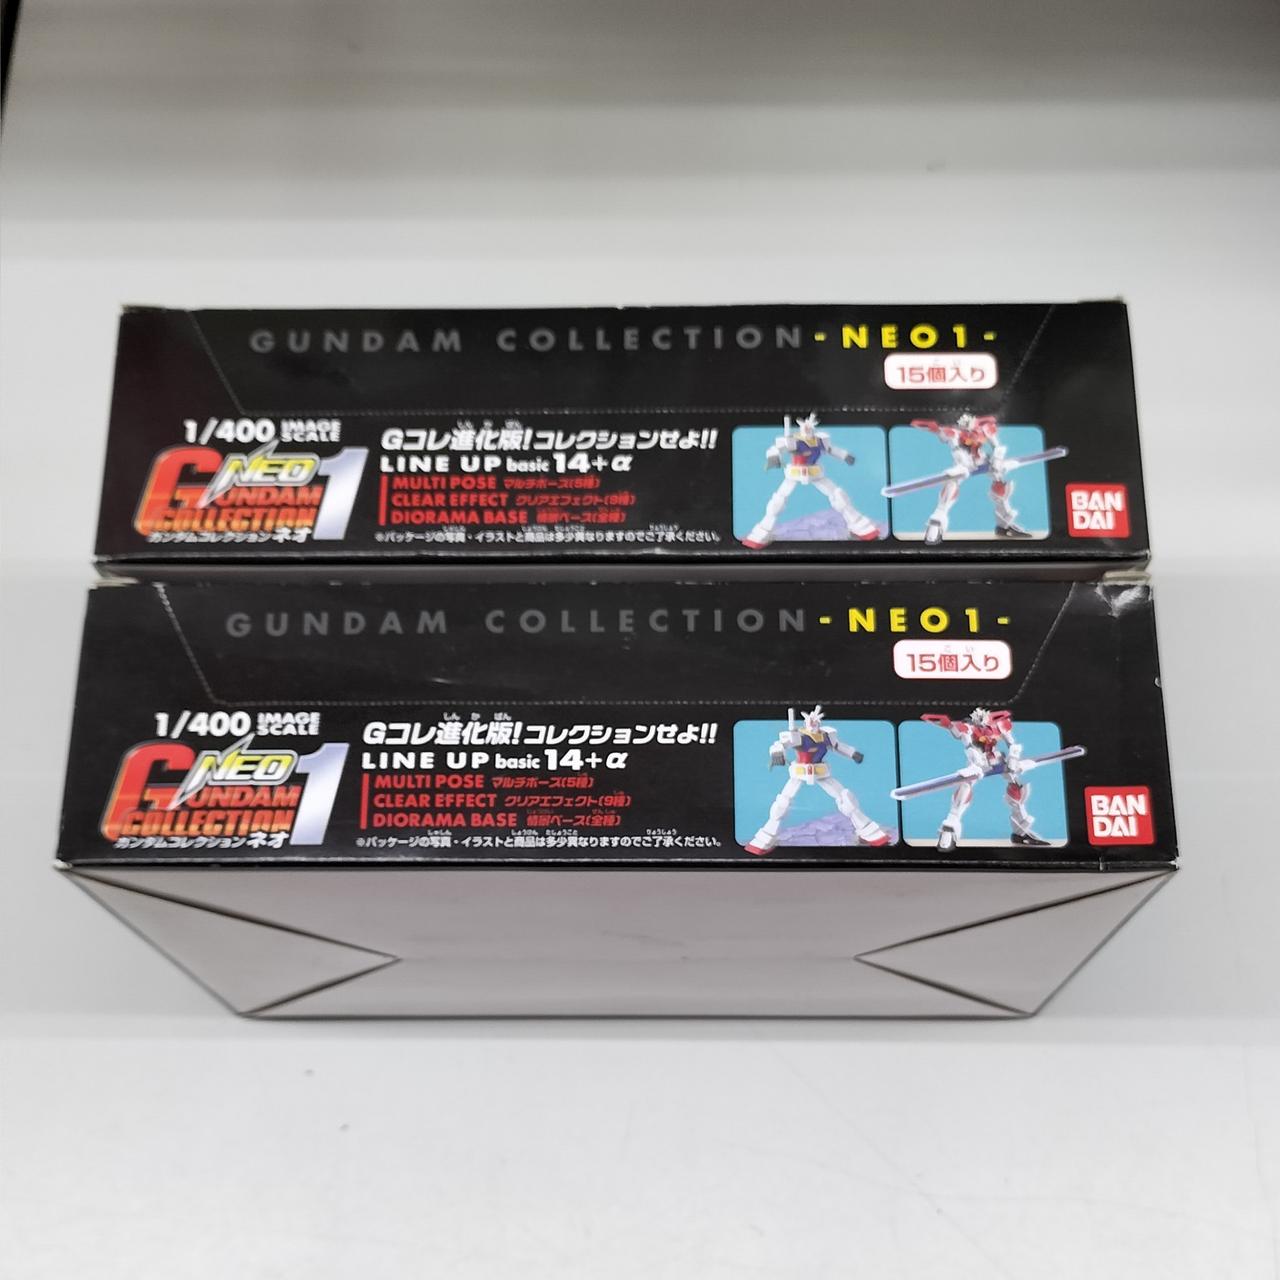 GUNDAM COLLECTION-NEO1-
15個入り
1/400 IMAGE SCALE
NEO
GUNDAM 1
COLLECTION
ガンダムコレクション ネオ
Gコレ進化版!コレクションせよ!!
LINE UP basic 14+α
MULTI POSE マルチポーズ(5種)
CLEAR EFFECT クリアエフェクト(9種)
DIORAMA BASE 情景ベース(全種)
※パッケージの写真・イラストと商品は多少異なりますのでご了承ください。
BAN
DAI
GUNDAM COLLECTION-NEO1-
15個入り
1/400 IMAGE SCALE
NEO
GUNDAM 1
COLLECTION
ガンダムコレクション ネオ
Gコレ進化版!コレクションせよ!!
LINE UP basic 14+α
MULTI POSE マルチポーズ(5種)
CLEAR EFFECT クリアエフェクト(9種)
DIORAMA BASE 情景ベース(全種)
※パッケージの写真・イラストと商品は多少異なりますのでご了承ください。
BAN
DAI